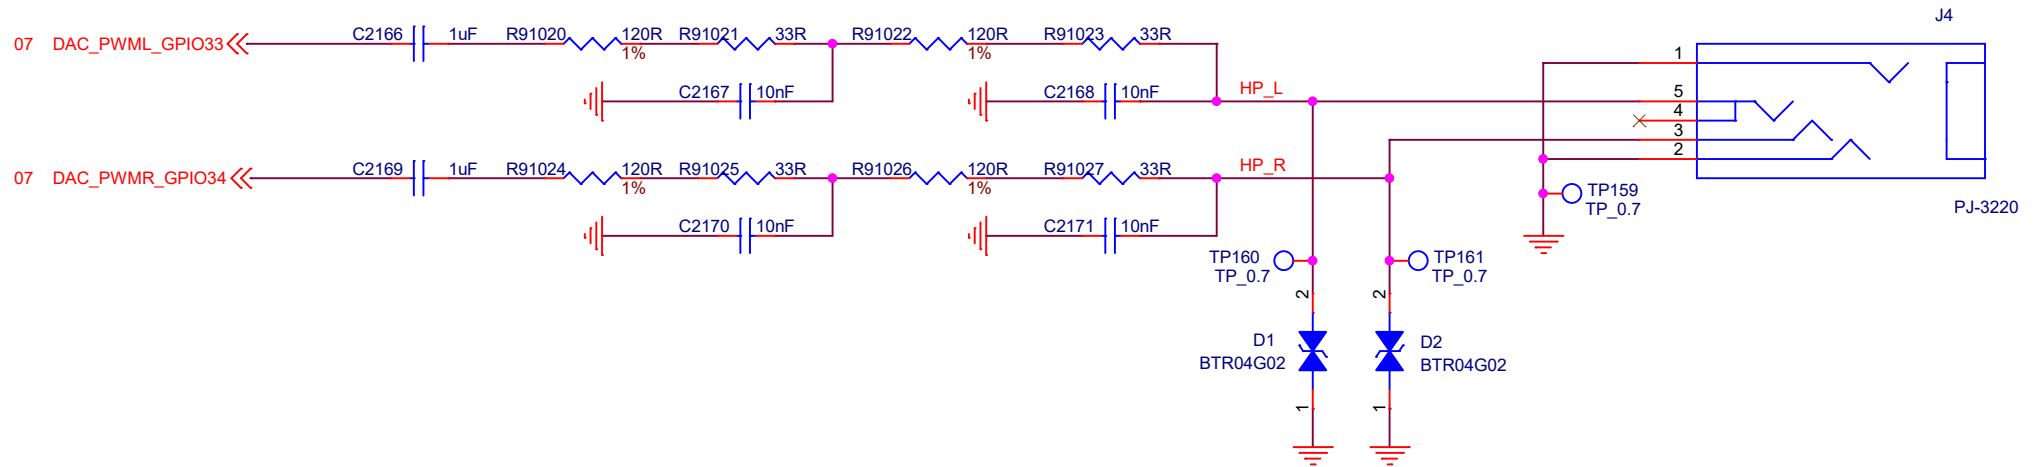 J4
07 DAC_PWML_GPIO33
C2166 1uF R91020 120R R91021 33R R91022 120R R91023 33R
1% 1%
1
C2167 10nF C2168 10nF HP_L 5
4
3
2
07 DAC_PWMR_GPIO34
C2169 1uF R91024 120R R91025 33R R91026 120R R91027 33R HP_R
1% 1%
TP159
TP_0.7
PJ-3220
C2170 10nF C2171 10nF
TP160 TP161
TP_0.7 TP_0.7
2 2
D1 D2
BTR04G02 BTR04G02
1 1